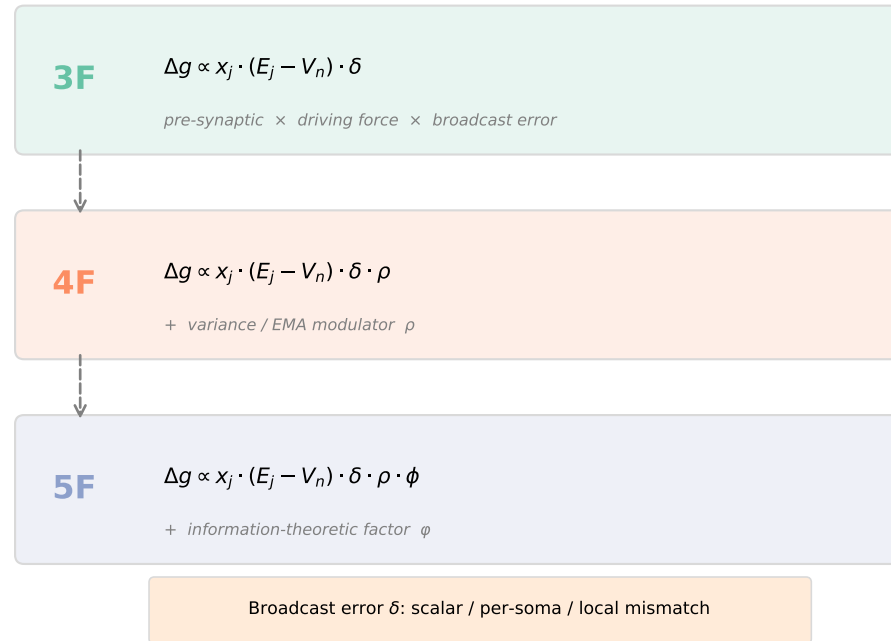 3F
Δg ∝ x_j · (E_j − V_n) · δ
pre-synaptic × driving force × broadcast error
4F
Δg ∝ x_j · (E_j − V_n) · δ · ρ
+ variance / EMA modulator ρ
5F
Δg ∝ x_j · (E_j − V_n) · δ · ρ · ϕ
+ information-theoretic factor φ
Broadcast error δ: scalar / per-soma / local mismatch